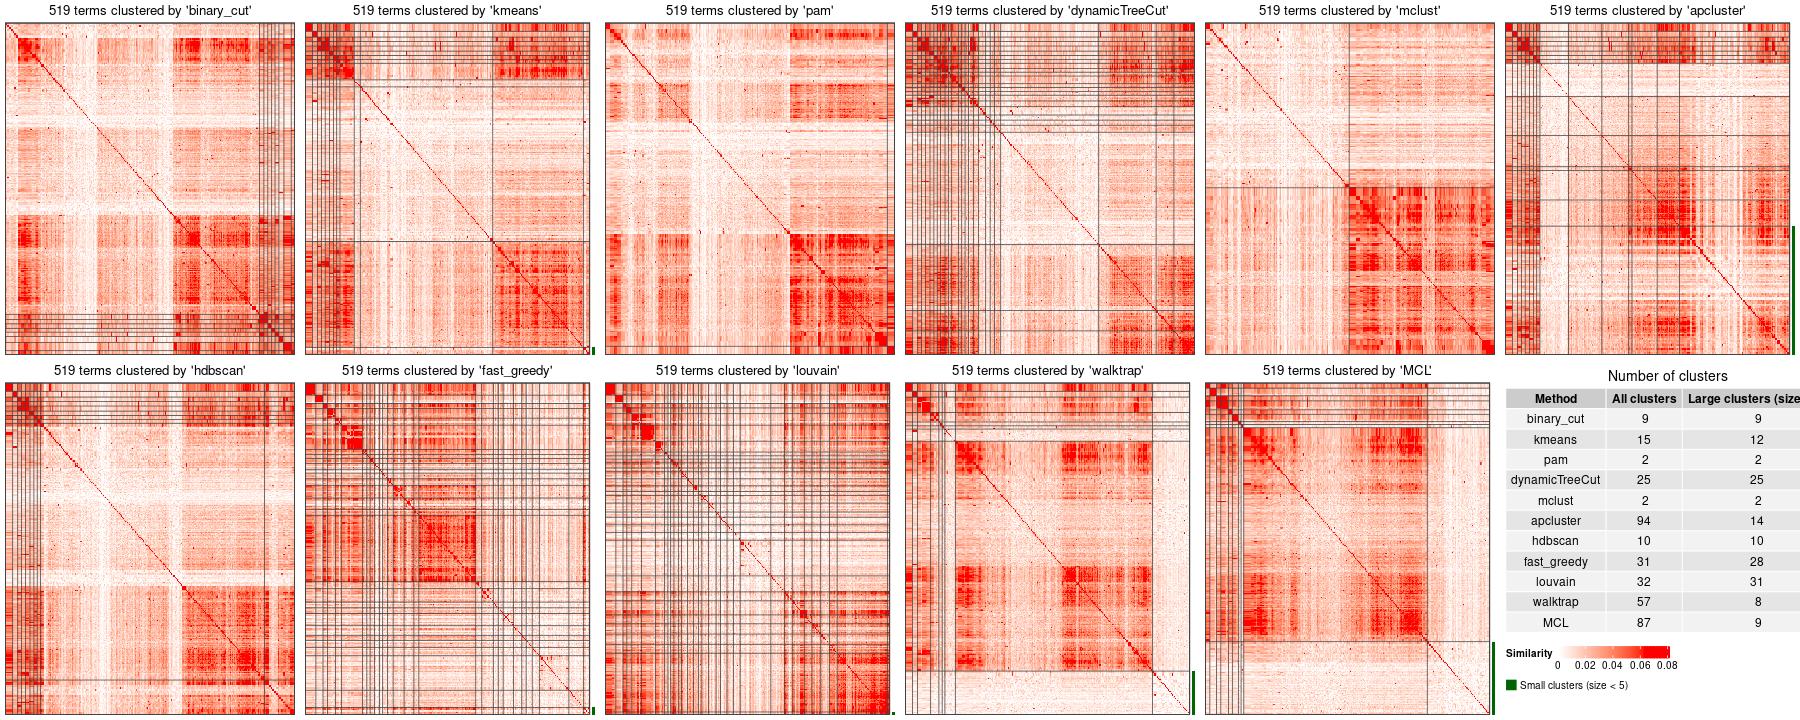 519 terms clustered by 'binary_cut'
519 terms clustered by 'kmeans'
519 terms clustered by 'pam'
519 terms clustered by 'dynamicTreeCut'
519 terms clustered by 'mclust'
519 terms clustered by 'apcluster'
519 terms clustered by 'hdbscan'
519 terms clustered by 'fast_greedy'
519 terms clustered by 'louvain'
519 terms clustered by 'walktrap'
519 terms clustered by 'MCL'
Number of clusters
Method All clusters Large clusters (size
binary_cut 9 9
kmeans 15 12
pam 2 2
dynamicTreeCut 25 25
mclust 2 2
apcluster 94 14
hdbscan 10 10
fast_greedy 31 28
louvain 32 31
walktrap 57 8
MCL 87 9
Similarity
0 0.02 0.04 0.06 0.08
Small clusters (size < 5)